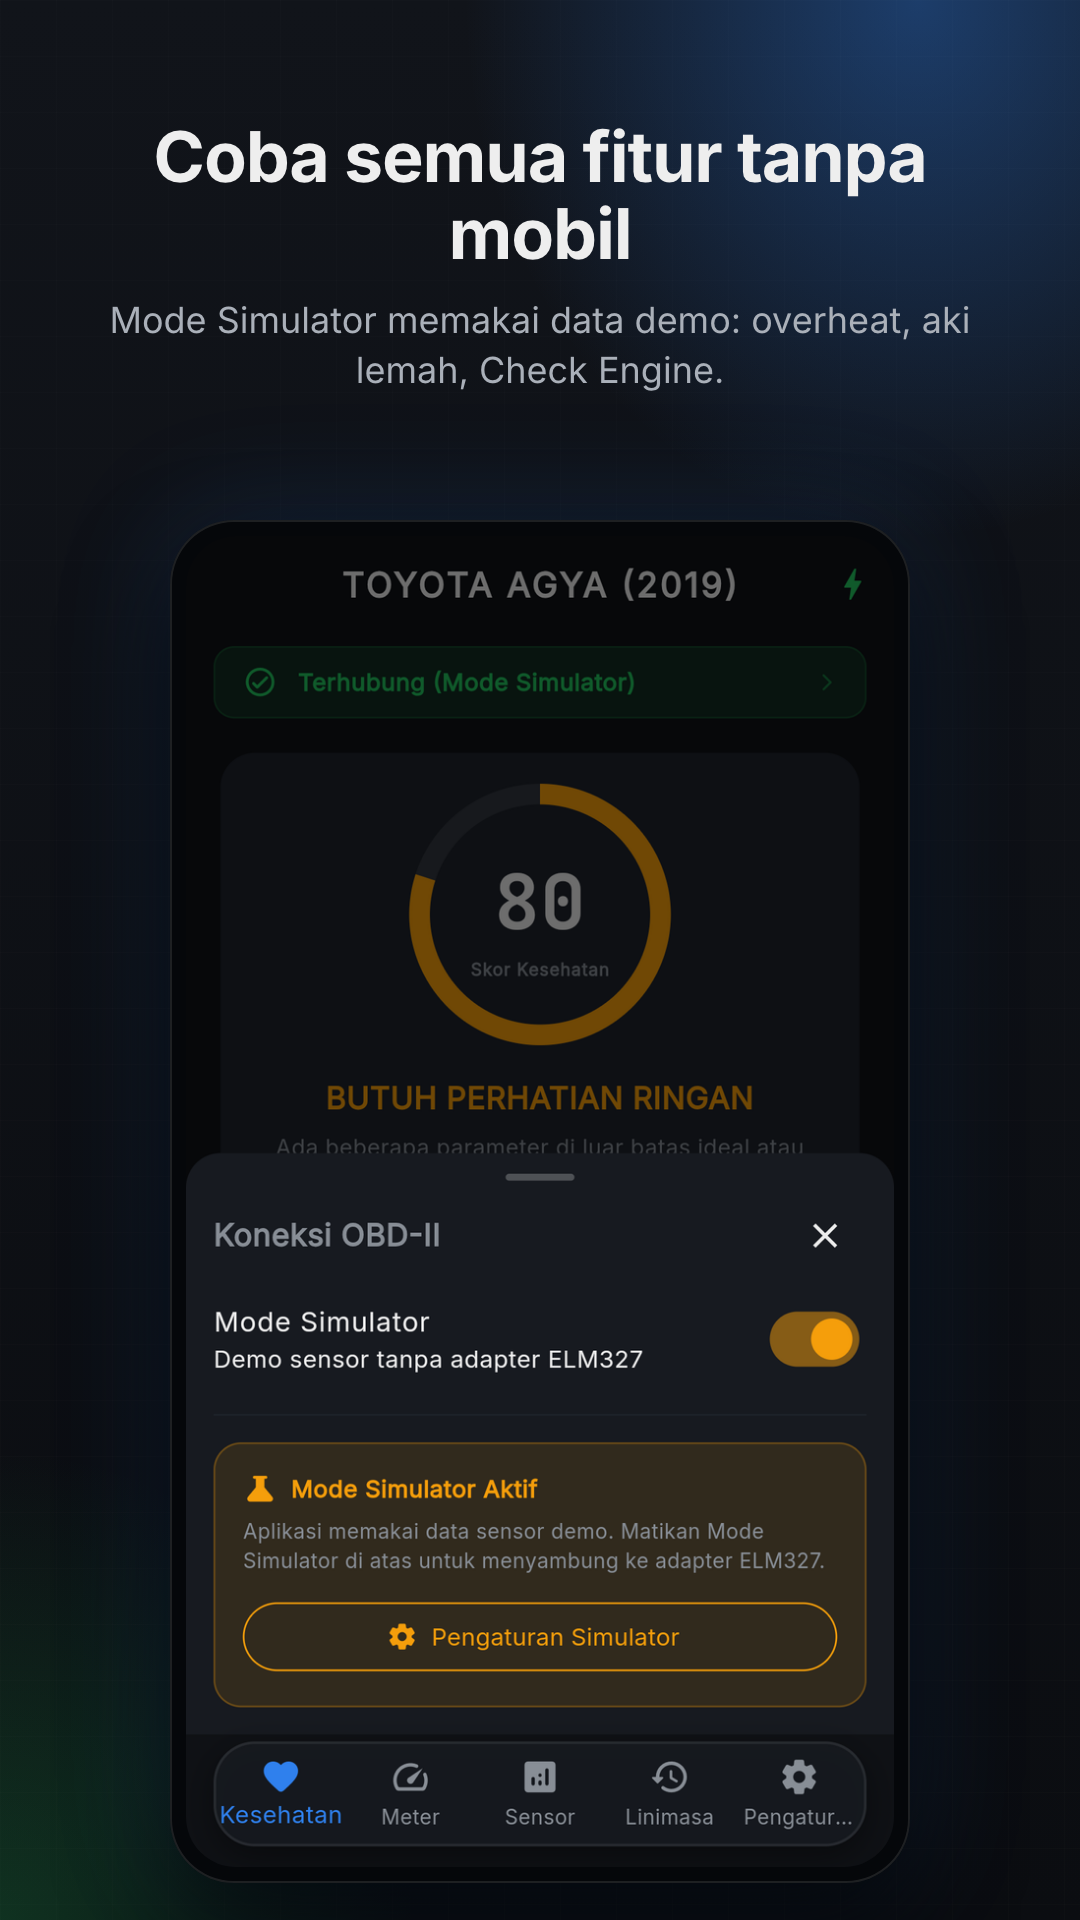 Coba semua fitur tanpa
mobil
Mode Simulator memakai data demo: overheat, aki
lemah, Check Engine.
TOYOTA AGYA (2019)
Terhubung (Mode Simulator)
80
Skor Kesehatan
BUTUH PERHATIAN RINGAN
Ada beberapa parameter di luar batas ideal atau
Koneksi OBD-II
Mode Simulator
Demo sensor tanpa adapter ELM327
Mode Simulator Aktif
Aplikasi memakai data sensor demo. Matikan Mode
Simulator di atas untuk menyambung ke adapter ELM327.
Pengaturan Simulator
Kesehatan
Meter
Sensor
Linimasa
Pengatur...